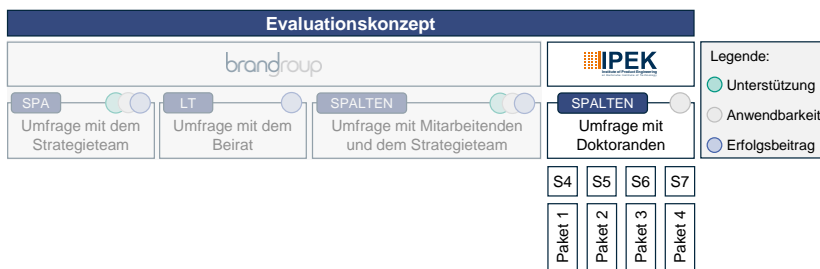 Evaluationskonzept
brandgroup
IPEK
Institute of Product Engineering
Legende:
Unterstützung
Anwendbarkeit
Erfolgsbeitrag
SPA
Umfrage mit dem
Strategieteam
LT
Umfrage mit dem
Beirat
SPALTEN
Umfrage mit Mitarbeitenden
und dem Strategieteam
SPALTEN
Umfrage mit
Doktoranden
S4
S5
S6
S7
Paket 1
Paket 2
Paket 3
Paket 4